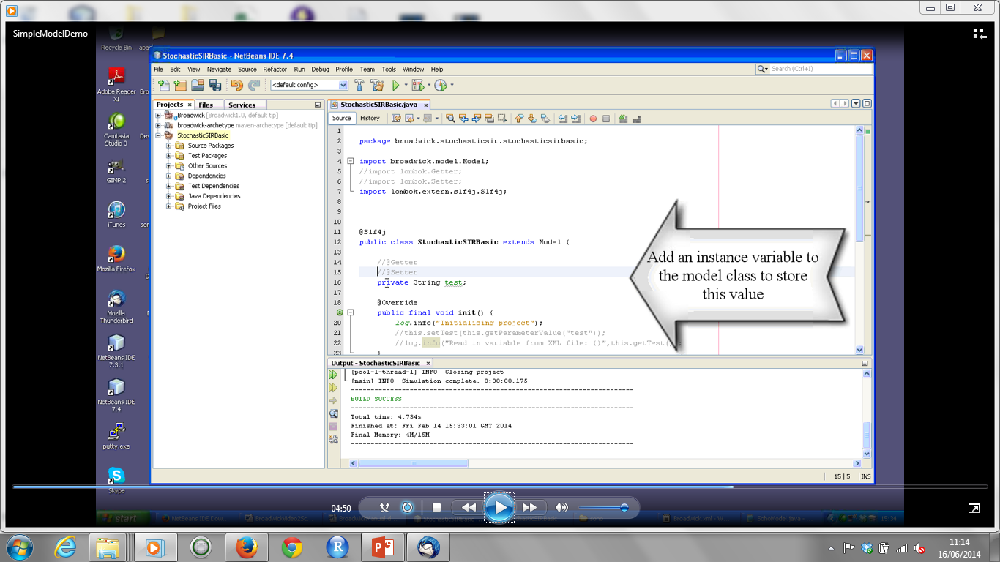 SimpleModelDemo
Recycle Bin
Adobe Reader
XI
Camtasia
Studio 3
GIMP 2
iTunes
Mozilla Firefox
Mozilla
Thunderbird
NetBeans IDE
7.3.1
NetBeans IDE
7.4
putty.exe
Skype
StochasticSIRBasic - NetBeans IDE 7.4
File Edit View Navigate Source Refactor Run Debug Profile Team Tools Window Help
Search (Ctrl+I)
<default config>
Projects Files Services
Broadwick [Broadwick1.0, default tip]
broadwick-archetype maven-archetype [default tip]
StochasticSIRBasic
Source Packages
Test Packages
Other Sources
Dependencies
Test Dependencies
Java Dependencies
Project Files
StochasticSIRBasic.java
Source History
1
2 package broadwick.stochasticsir.stochasticsirbasic;
3
4 import broadwick.model.Model;
5 //import lombok.Getter;
6 //import lombok.Setter;
7 import lombok.extern.slf4j.Slf4j;
8
9
10
11 @Slf4j
12 public class StochasticSIRBasic extends Model {
13
14 //@Getter
15 //@Setter
16 private String test;
17
18 @Override
public final void init() {
20 log.info("Initialising project");
21 //this.setTest(this.getParameterValue("test"));
22 //log.info("Read in variable from XML file: {}",this.getTest()
23 }
Add an instance variable to
the model class to store
this value
Output - StochasticSIRBasic
[pool-1-thread-1] INFO Closing project
[main] INFO Simulation complete. 0:00:00.175
------------------------------------------------------------------------
BUILD SUCCESS
------------------------------------------------------------------------
Total time: 4.734s
Finished at: Fri Feb 14 15:33:01 GMT 2014
Final Memory: 4M/15M
------------------------------------------------------------------------
15 | 5 INS
04:50
start
15:34
11:14
16/06/2014